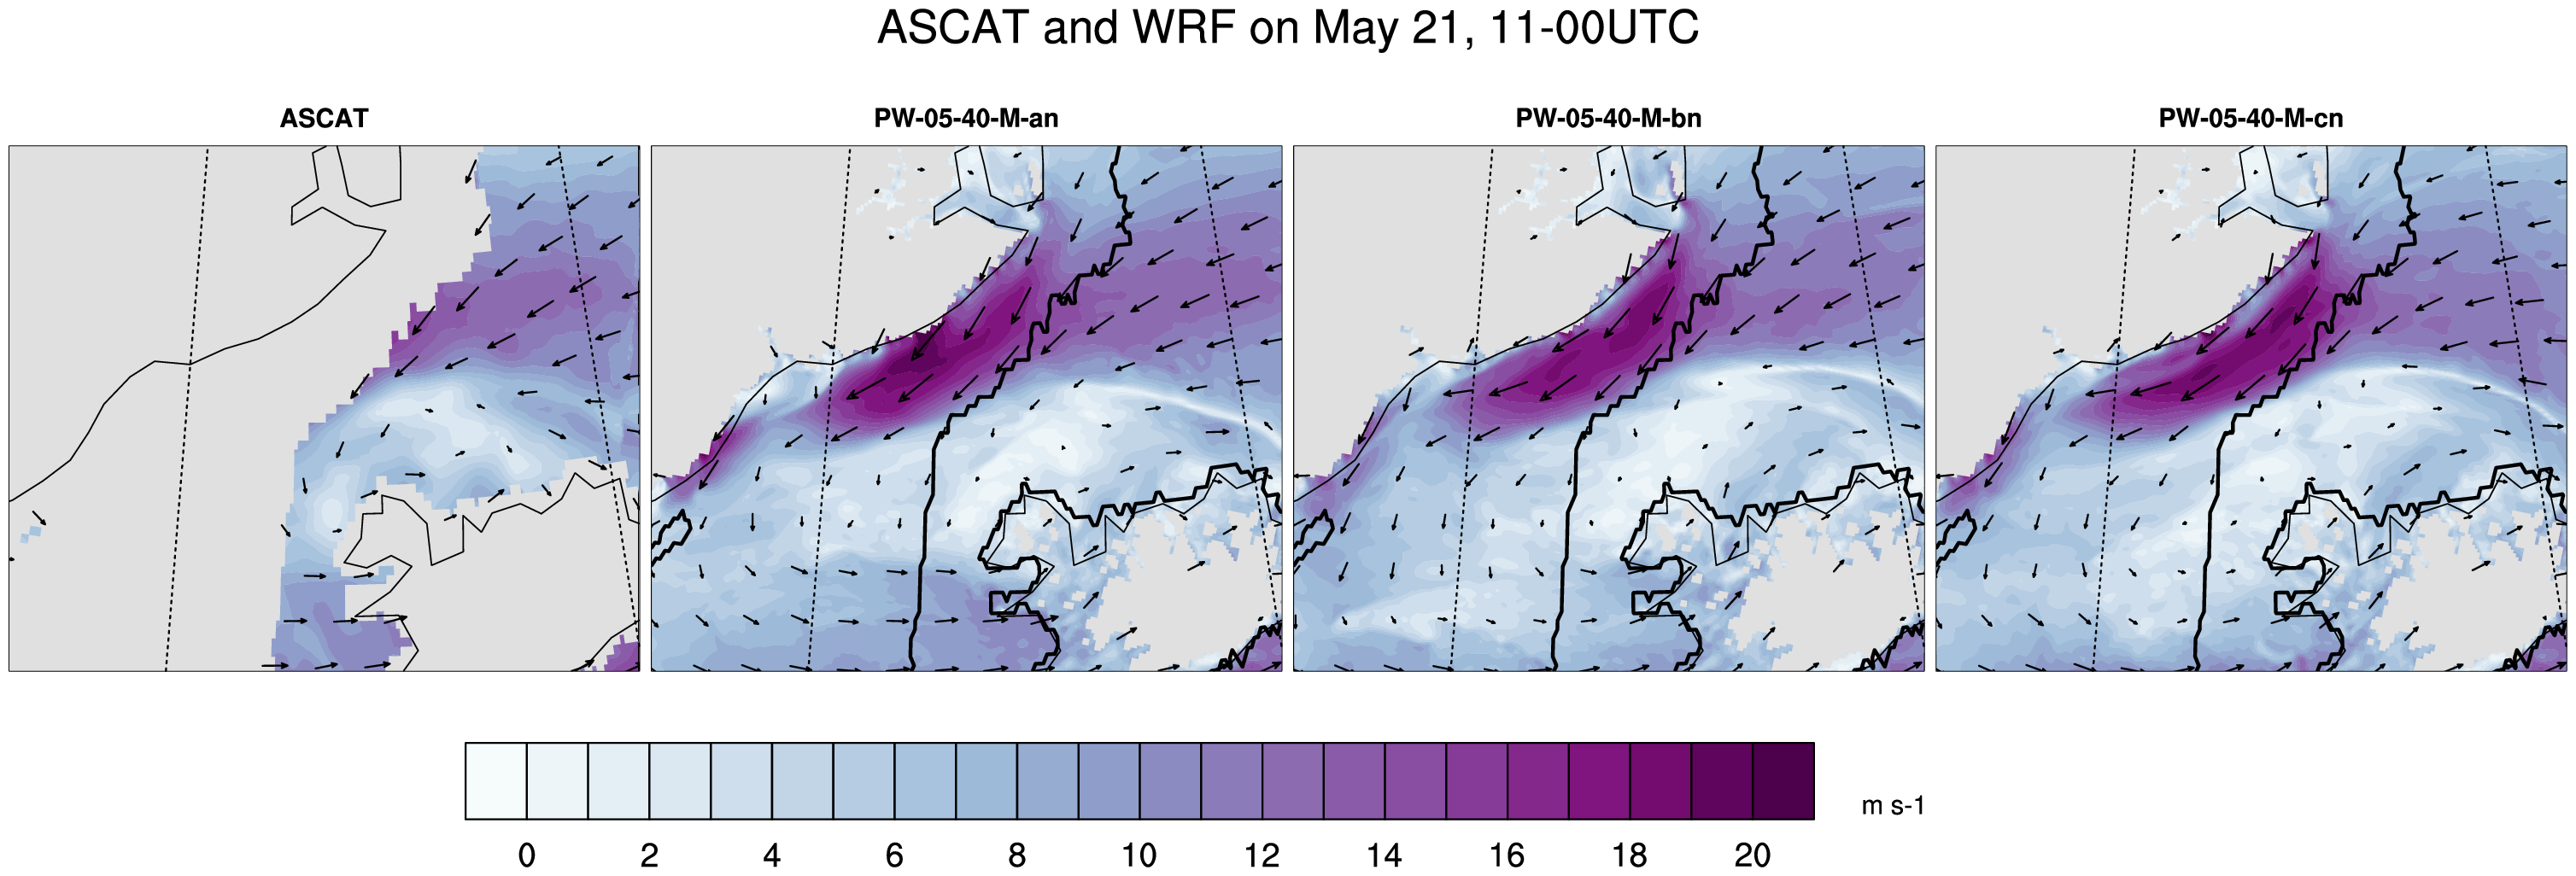 ASCAT and WRF on May 21, 11-00UTC
ASCAT PW-05-40-M-an PW-05-40-M-bn PW-05-40-M-cn
m s-1
0 2 4 6 8 10 12 14 16 18 20